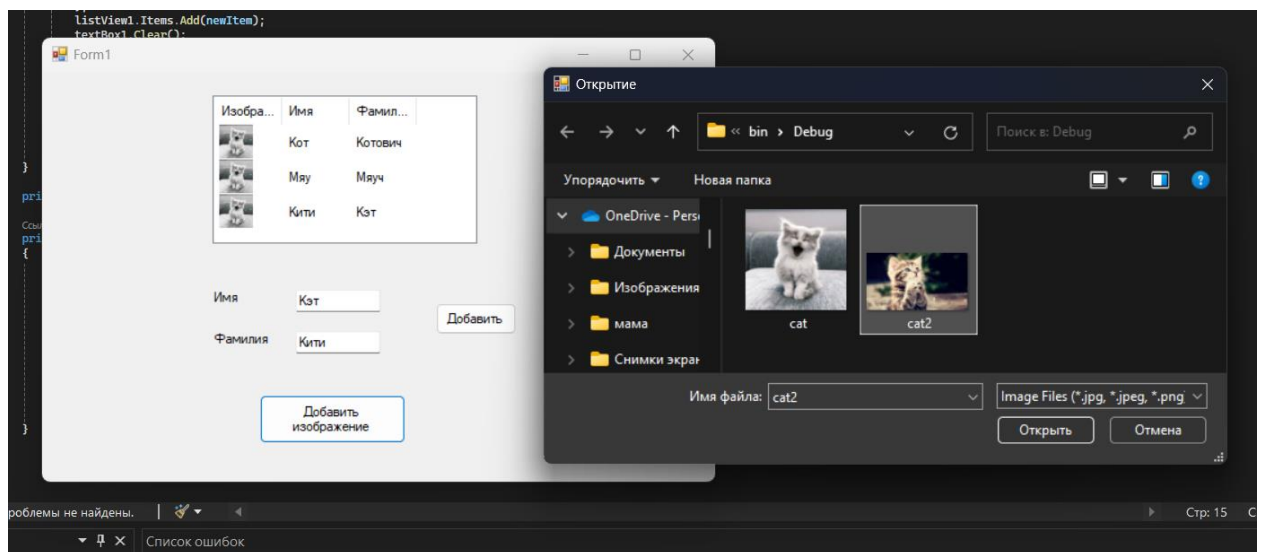 listView1.Items.Add(newItem);
textBox1.Clear();
Form1
Изобра... Имя Фамил...
Кот Котович
Мяу Мяуч
Кити Кэт
Имя Кэт
Добавить
Фамилия Кити
Добавить
изображение
}
pri
pri
{
}
Открытие
« bin › Debug
Поиск в: Debug
Упорядочить Новая папка
OneDrive - Pers
Документы
Изображения
мама
Снимки экран
cat cat2
Имя файла: cat2
Image Files (*.jpg, *.jpeg, *.png
Открыть Отмена
роблемы не найдены.
Стр: 15 С
Список ошибок